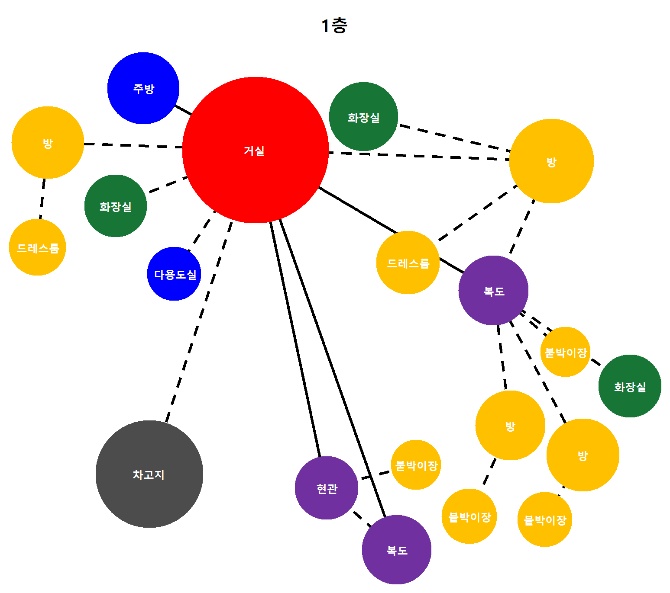 1층
주방
화장실
방
거실
방
화장실
드레스룸
드레스룸
다용도실
복도
붙박이장
화장실
방
방
붙박이장
차고지
현관
붙박이장
붙박이장
복도